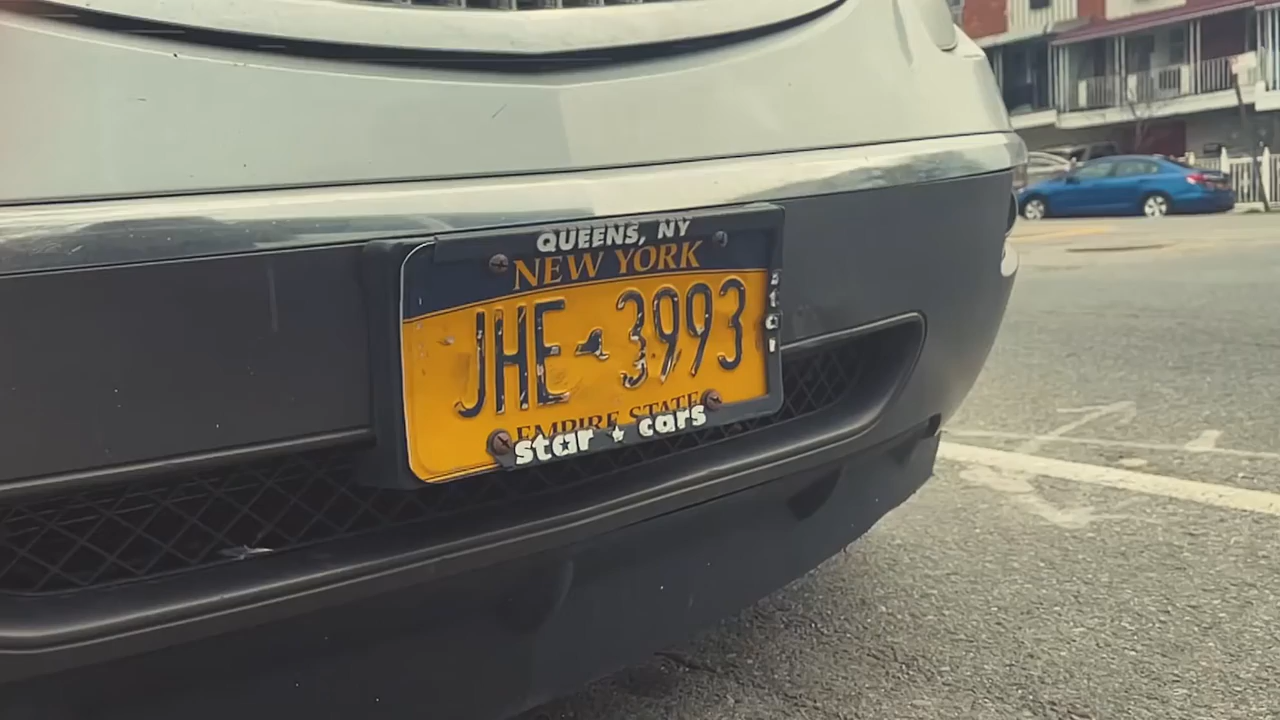 QUEENS, NY
NEW YORK
JHE 3993
EMPIRE STATE
star cars